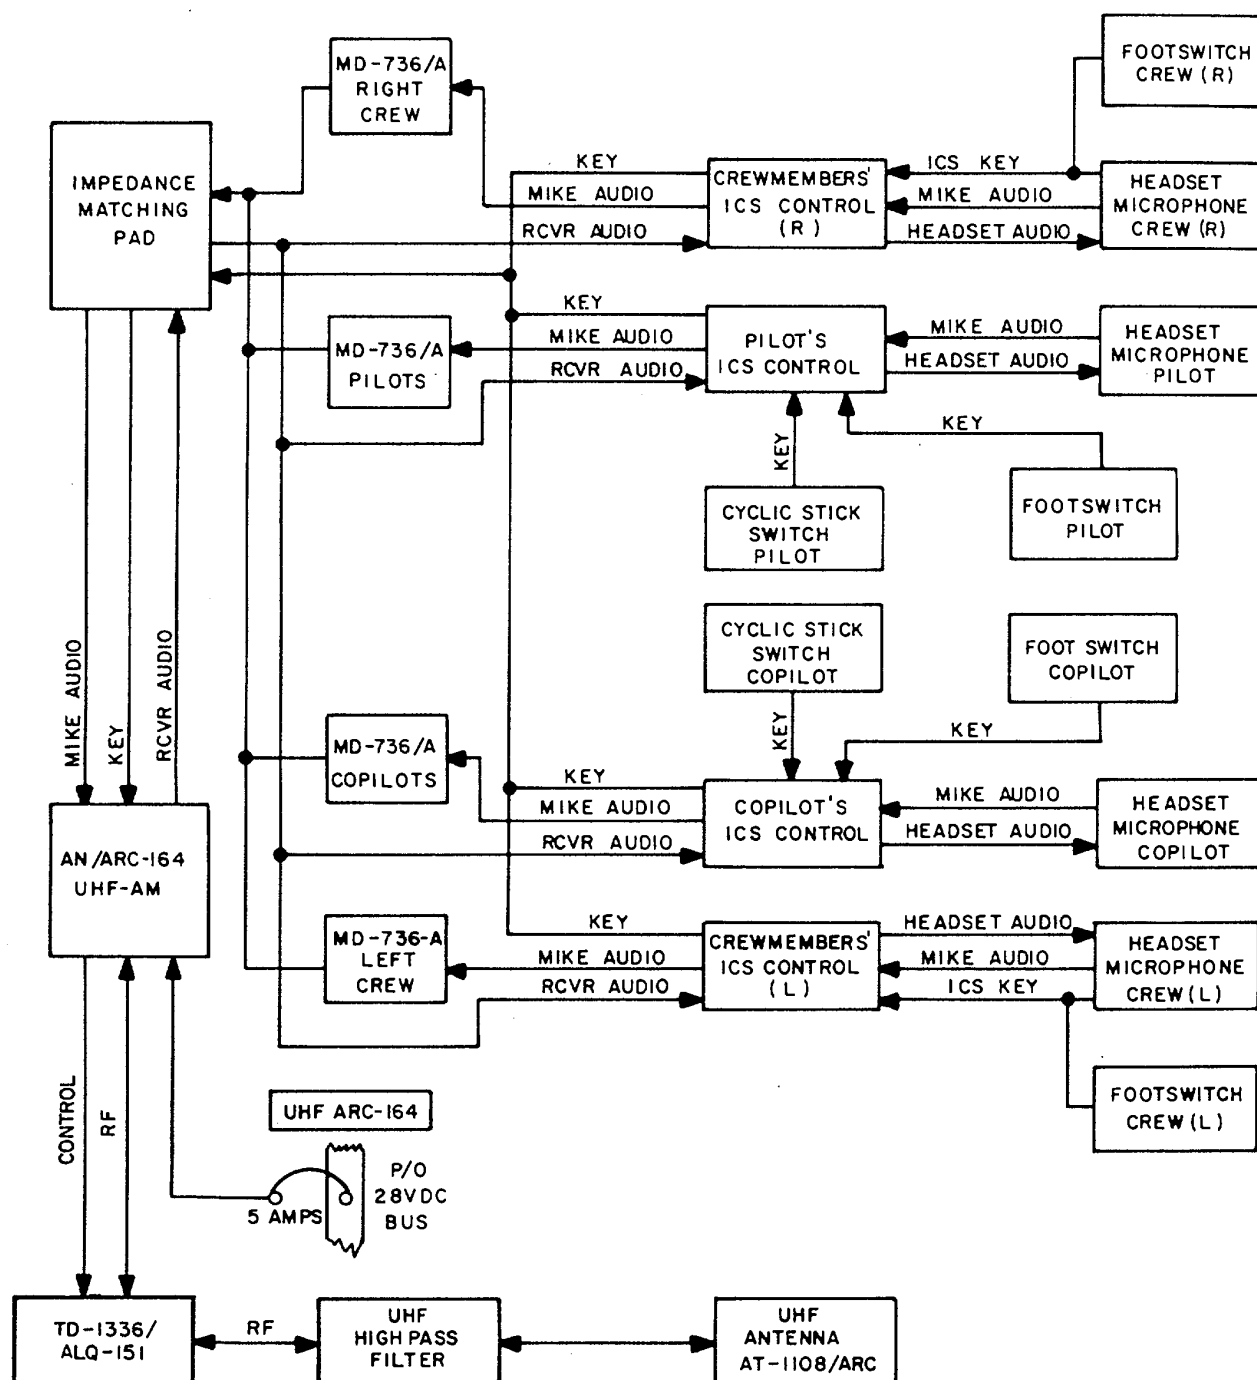 MD-736/A
RIGHT
CREW
FOOTSWITCH
CREW (R)
IMPEDANCE
MATCHING
PAD
KEY
MIKE AUDIO
RCVR AUDIO
CREWMEMBERS'
ICS CONTROL
(R)
ICS KEY
MIKE AUDIO
HEADSET AUDIO
HEADSET
MICROPHONE
CREW (R)
MD-736/A
PILOTS
KEY
MIKE AUDIO
RCVR AUDIO
PILOT'S
ICS CONTROL
MIKE AUDIO
HEADSET AUDIO
HEADSET
MICROPHONE
PILOT
KEY
KEY
CYCLIC STICK
SWITCH
PILOT
FOOTSWITCH
PILOT
MIKE AUDIO
KEY
RCVR AUDIO
CYCLIC STICK
SWITCH
COPILOT
FOOT SWITCH
COPILOT
KEY
KEY
MD-736/A
COPILOTS
KEY
MIKE AUDIO
RCVR AUDIO
COPILOT'S
ICS CONTROL
MIKE AUDIO
HEADSET AUDIO
HEADSET
MICROPHONE
COPILOT
AN/ARC-164
UHF-AM
MD-736-A
LEFT
CREW
KEY
MIKE AUDIO
RCVR AUDIO
CREWMEMBERS'
ICS CONTROL
(L)
HEADSET AUDIO
MIKE AUDIO
ICS KEY
HEADSET
MICROPHONE
CREW (L)
FOOTSWITCH
CREW (L)
CONTROL
RF
UHF ARC-164
5 AMPS
P/O
28VDC
BUS
TD-1336/
ALQ-151
RF
UHF
HIGH PASS
FILTER
UHF
ANTENNA
AT-1108/ARC